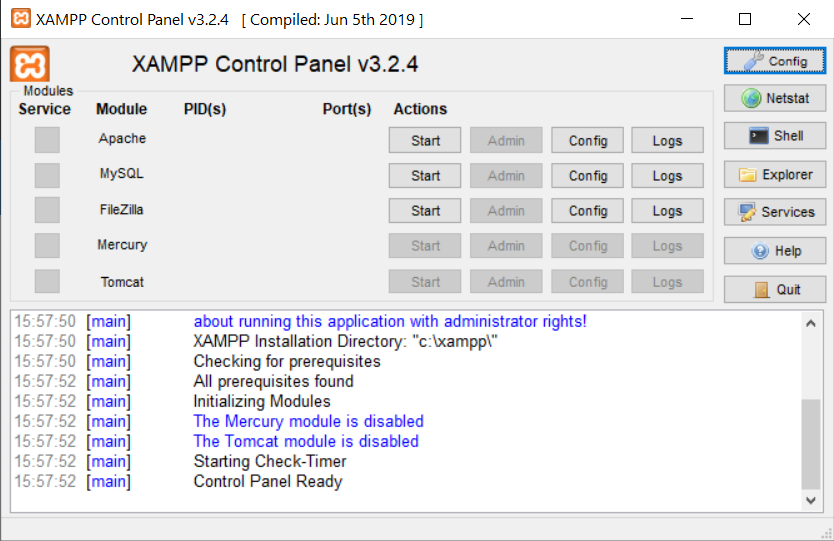 XAMPP Control Panel v3.2.4 [ Compiled: Jun 5th 2019 ]
XAMPP Control Panel v3.2.4
Config
Modules
Service Module PID(s) Port(s) Actions
Netstat
Apache Start Admin Config Logs
Shell
MySQL Start Admin Config Logs
Explorer
FileZilla Start Admin Config Logs
Services
Mercury Start Admin Config Logs
Help
Tomcat Start Admin Config Logs
Quit
15:57:50 [main] about running this application with administrator rights!
15:57:50 [main] XAMPP Installation Directory: "c:\xampp\"
15:57:50 [main] Checking for prerequisites
15:57:52 [main] All prerequisites found
15:57:52 [main] Initializing Modules
15:57:52 [main] The Mercury module is disabled
15:57:52 [main] The Tomcat module is disabled
15:57:52 [main] Starting Check-Timer
15:57:52 [main] Control Panel Ready